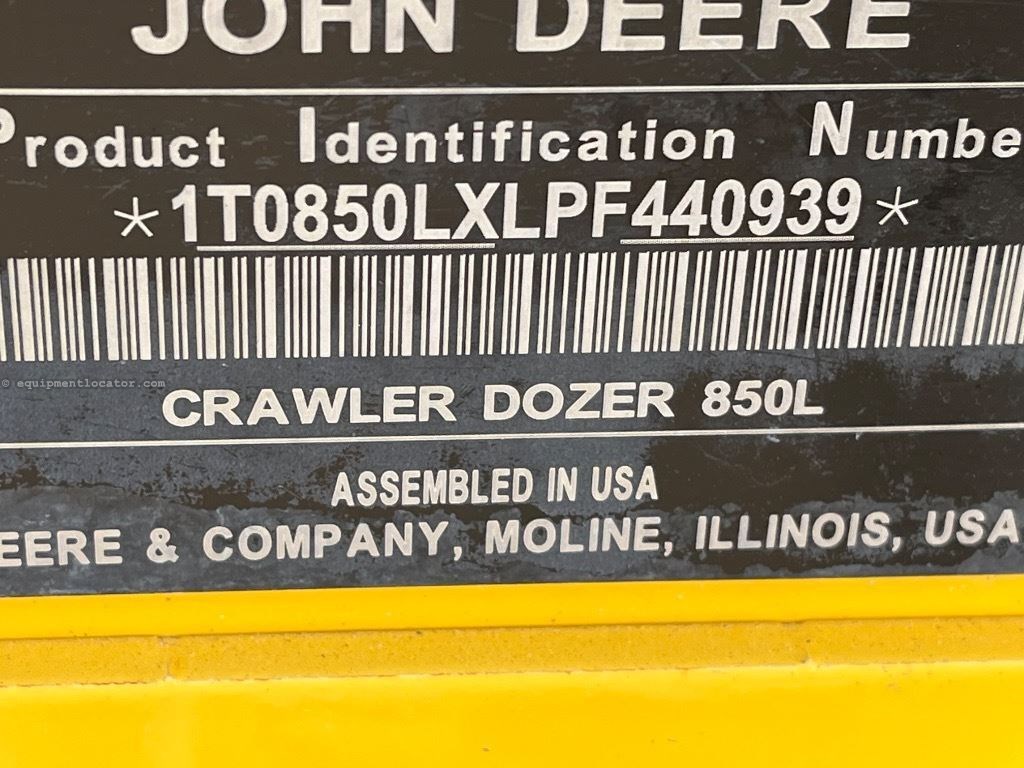 JOHN DEERE
Product Identification Numbe
*1T0850LXLPF440939*
© equipmentlocator.com
CRAWLER DOZER 850L
ASSEMBLED IN USA
EERE & COMPANY, MOLINE, ILLINOIS, USA